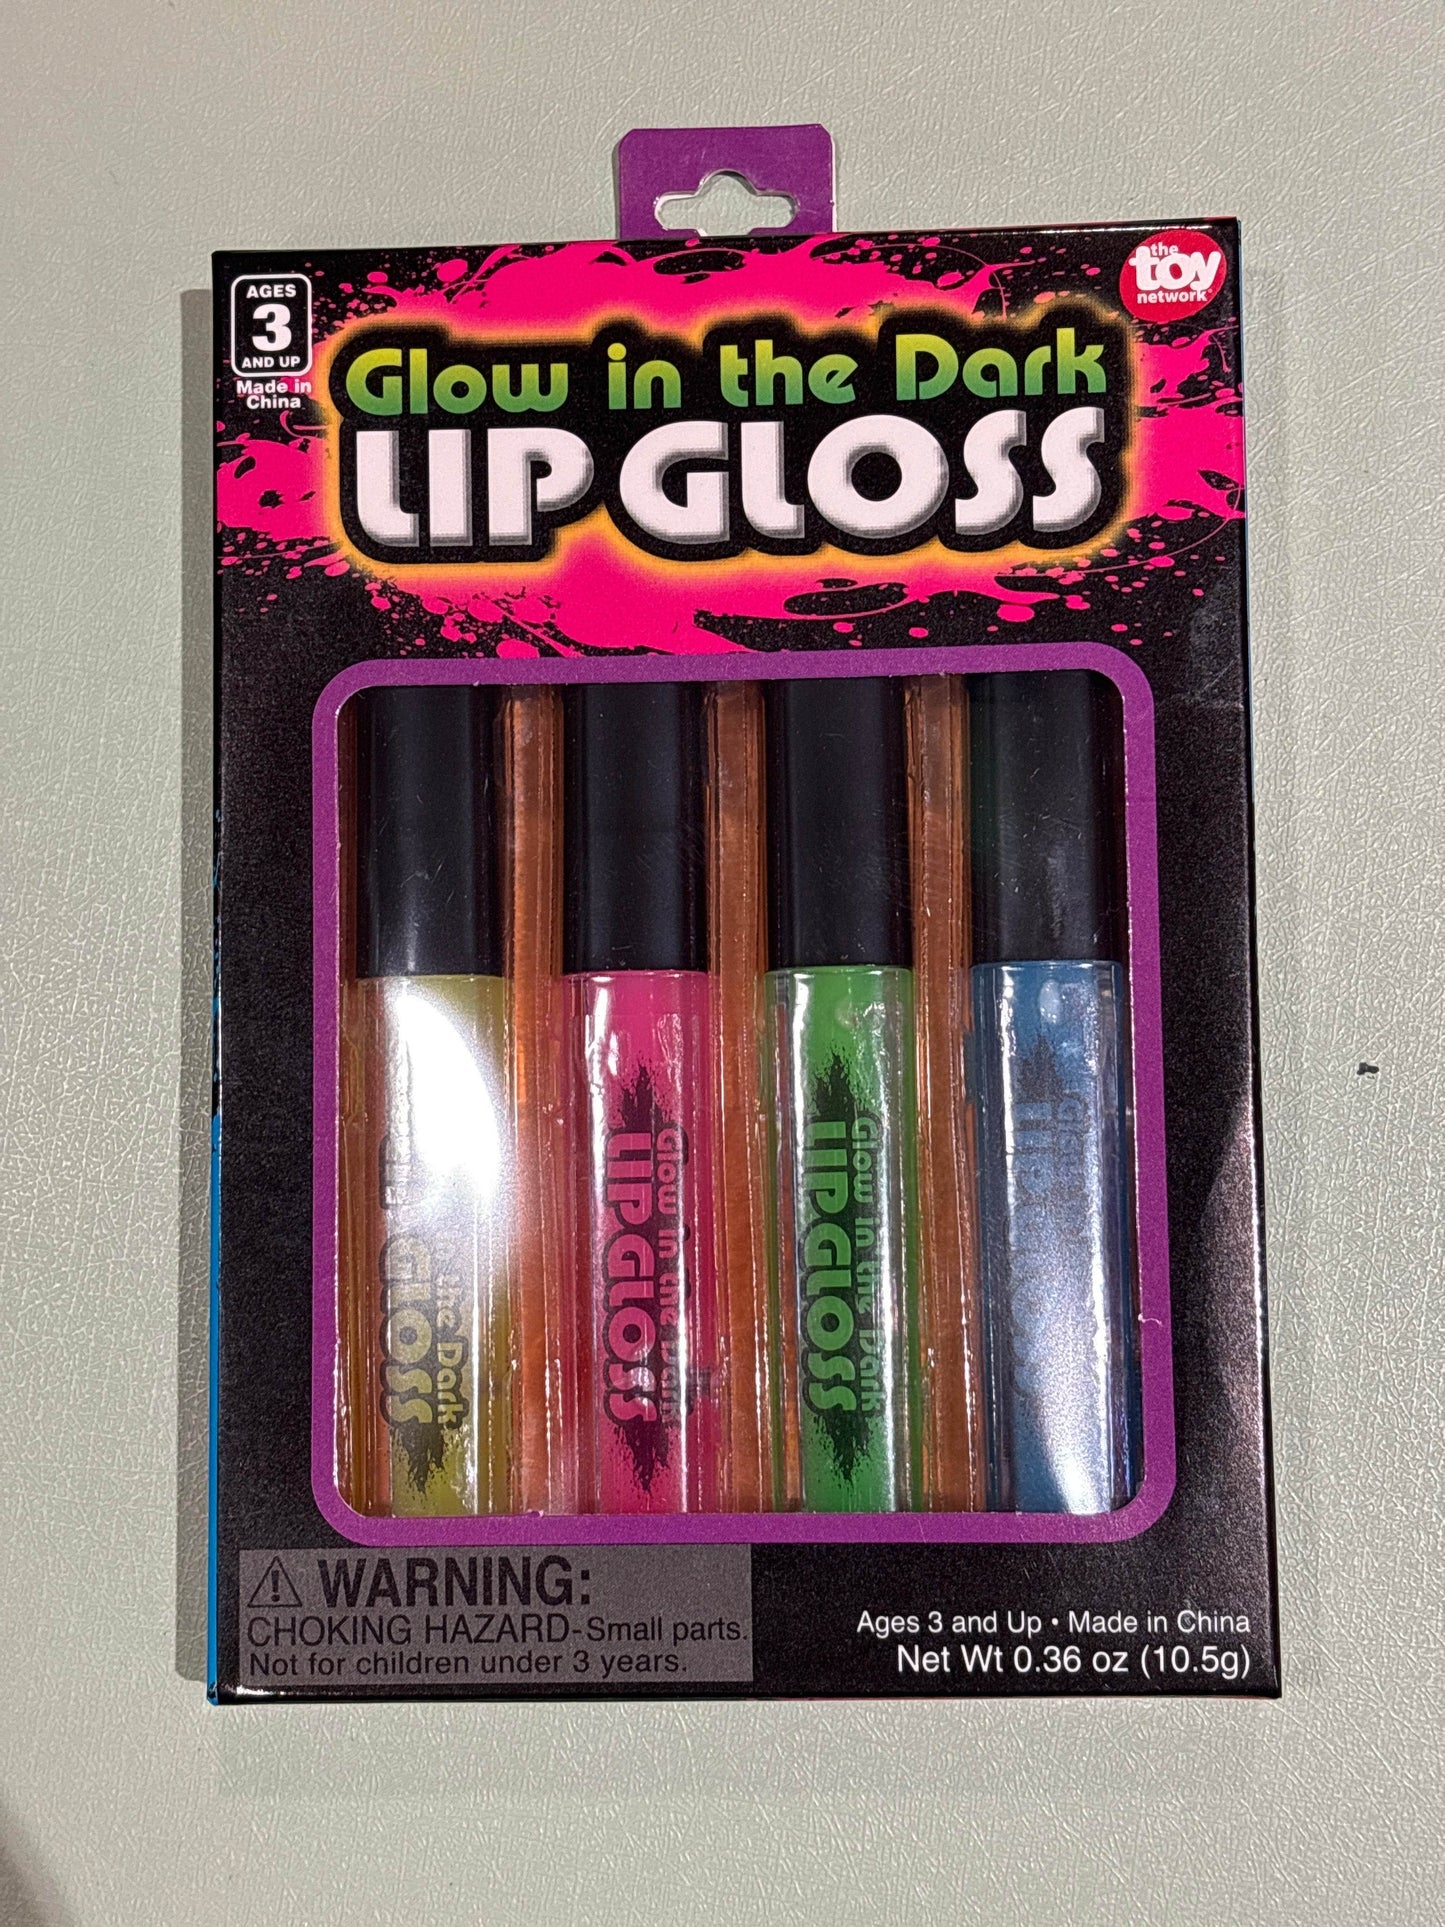 the
toy
network
AGES
3
AND UP
Made in
China
Glow in the Dark
LIP GLOSS
Glow in the Dark
LIP GLOSS
Glow in the Dark
LIP GLOSS
the Dark
GLOSS
WARNING:
CHOKING HAZARD-Small parts.
Not for children under 3 years.
Ages 3 and Up • Made in China
Net Wt 0.36 oz (10.5g)